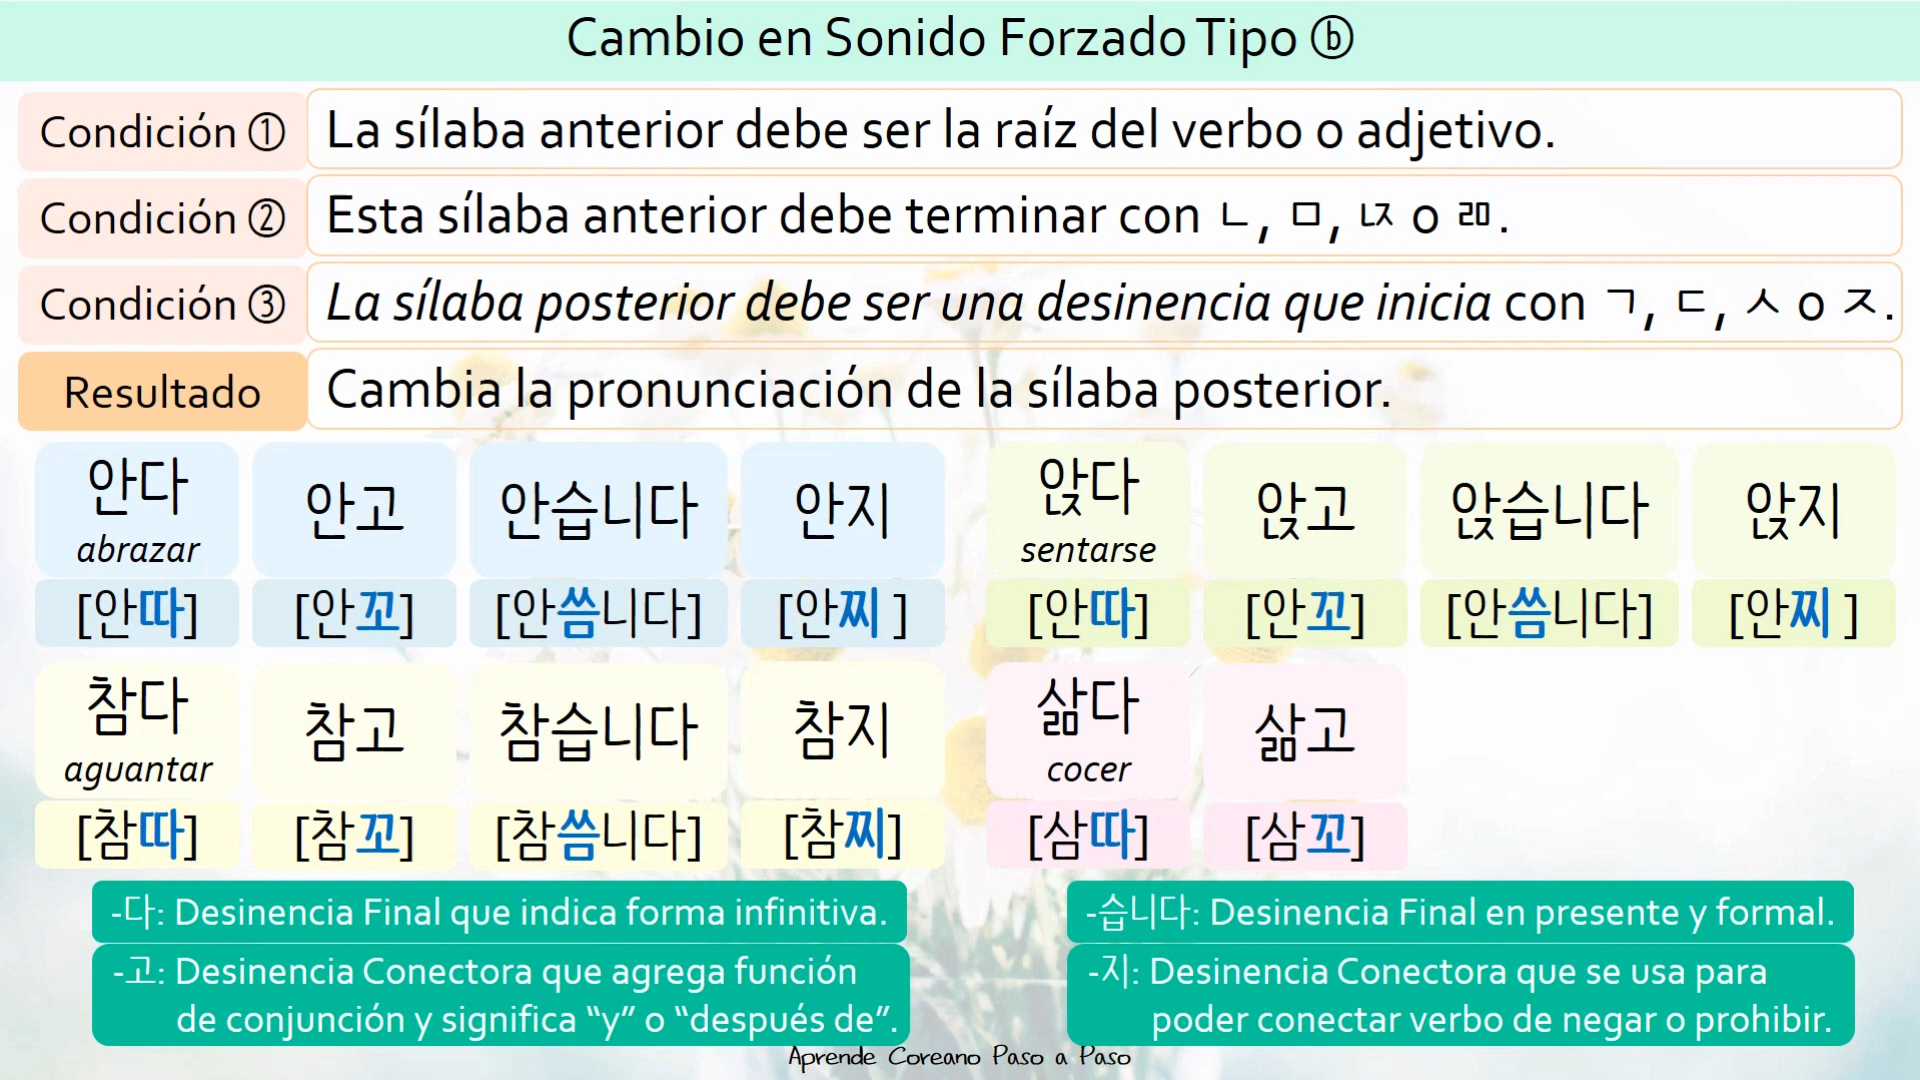 Cambio en Sonido Forzado Tipo ⓑ
Condición ① La sílaba anterior debe ser la raíz del verbo o adjetivo.
Condición ② Esta sílaba anterior debe terminar con ㄴ, ㅁ, ㄵ o ㄻ.
Condición ③ La sílaba posterior debe ser una desinencia que inicia con ㄱ, ㄷ, ㅅ o ㅈ.
Resultado Cambia la pronunciación de la sílaba posterior.
안다 안고 안습니다 안지
abrazar
[안따] [안꼬] [안씀니다] [안찌 ]
앉다 앉고 앉습니다 앉지
sentarse
[안따] [안꼬] [안씀니다] [안찌 ]
참다 참고 참습니다 참지
aguantar
[참따] [참꼬] [참씀니다] [참찌]
삶다 삶고
cocer
[삼따] [삼꼬]
-다: Desinencia Final que indica forma infinitiva.
-고: Desinencia Conectora que agrega función
de conjunción y significa “y” o “después de”.
-습니다: Desinencia Final en presente y formal.
-지: Desinencia Conectora que se usa para
poder conectar verbo de negar o prohibir.
Aprende Coreano Paso a Paso